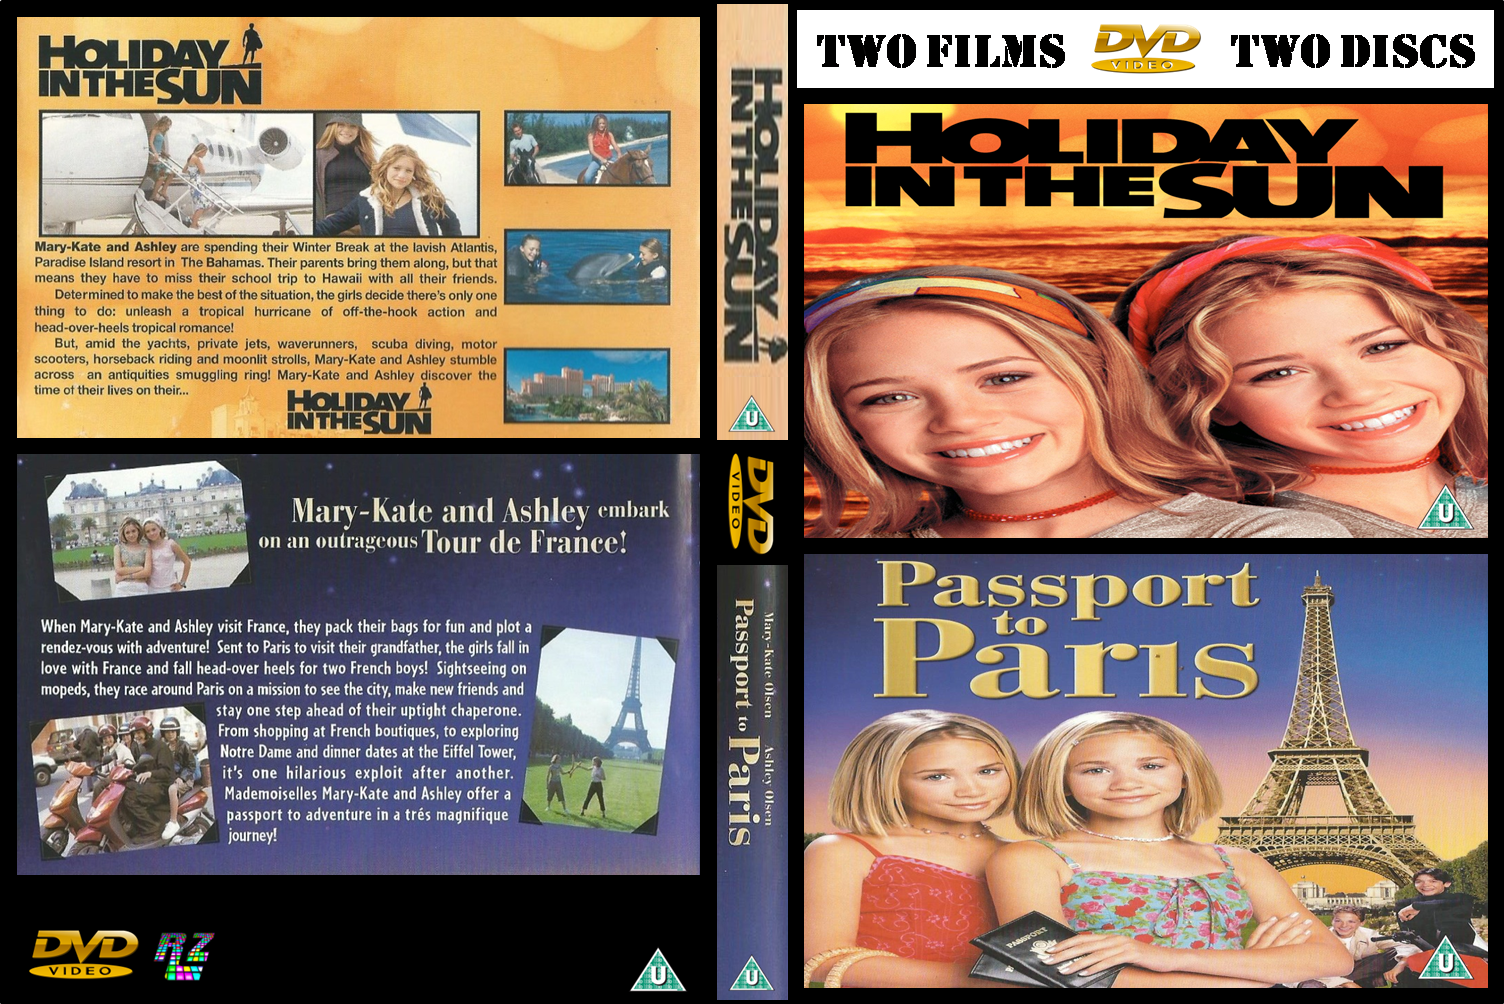 HOLIDAY
IN THE SUN
Mary-Kate and Ashley are spending their Winter Break at the lavish Atlantis,
Paradise Island resort in The Bahamas. Their parents bring them along, but that
means they have to miss their school trip to Hawaii with all their friends.
Determined to make the best of the situation, the girls decide there's only one
thing to do: unleash a tropical hurricane of off-the-hook action and
head-over-heels tropical romance!
But, amid the yachts, private jets, waverunners, scuba diving, motor
scooters, horseback riding and moonlit strolls, Mary-Kate and Ashley stumble
across an antiquities smuggling ring! Mary-Kate and Ashley discover the
time of their lives on their...
HOLIDAY
IN THE SUN
Mary-Kate and Ashley embark
on an outrageous Tour de France!
When Mary-Kate and Ashley visit France, they pack their bags for fun and plot a
rendez-vous with adventure! Sent to Paris to visit their grandfather, the girls fall in
love with France and fall head-over heels for two French boys! Sightseeing on
mopeds, they race around Paris on a mission to see the city, make new friends and
stay one step ahead of their uptight chaperone.
From shopping at French boutiques, to exploring
Notre Dame and dinner dates at the Eiffel Tower,
it's one hilarious exploit after another.
Mademoiselles Mary-Kate and Ashley offer a
passport to adventure in a trés magnifique
journey!
DVD
VIDEO
RLZ
U
HOLIDAY
IN THE SUN
U
DVD
VIDEO
Mary-Kate Olsen Ashley Olsen
Passport to Paris
U
TWO FILMS DVD VIDEO TWO DISCS
HOLIDAY
IN THE SUN
U
Passport
to
Paris
PASSPORT
U